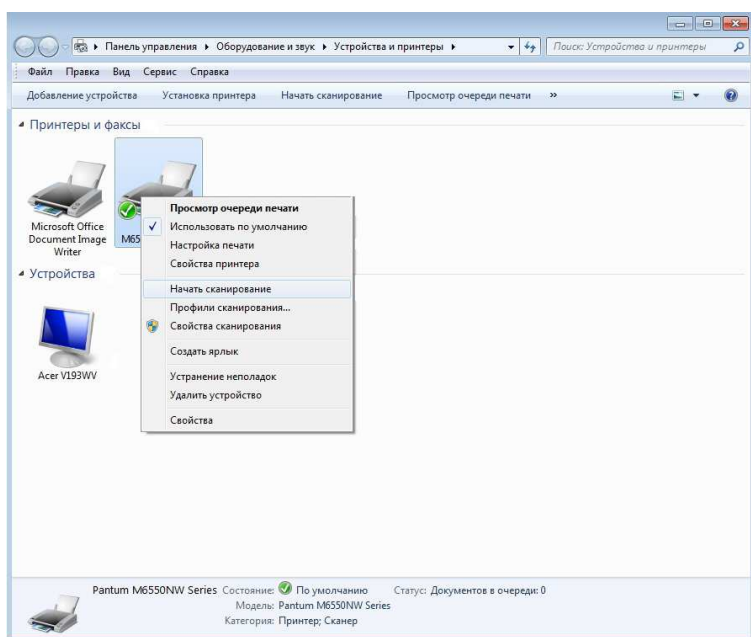 Панель управления ▸ Оборудование и звук ▸ Устройства и принтеры ▸
Поиск: Устройства и принтеры
Файл Правка Вид Сервис Справка
Добавление устройства Установка принтера Начать сканирование Просмотр очереди печати »
Принтеры и факсы
Microsoft Office
Document Image
Writer
M65
Просмотр очереди печати
Использовать по умолчанию
Настройка печати
Свойства принтера
Начать сканирование
Профили сканирования...
Свойства сканирования
Создать ярлык
Устранение неполадок
Удалить устройство
Свойства
Устройства
Acer V193WV
Pantum M6550NW Series Состояние: По умолчанию Статус: Документов в очереди: 0
Модель: Pantum M6550NW Series
Категория: Принтер; Сканер